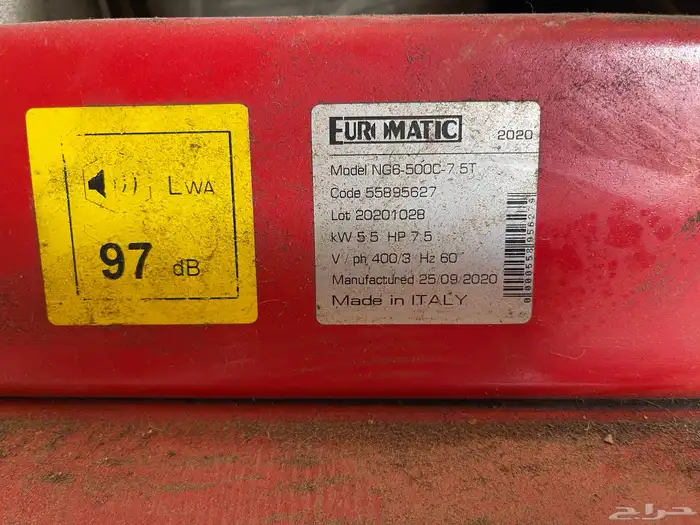 LWA
97 dB
EUROMATIC
2020
Model NG6-500C-7.5T
Code 55895627
Lot 20201028
kW 5.5 HP 7.5
V / ph 400/3 Hz 60
Manufactured 25/09/2020
Made in ITALY
حراج